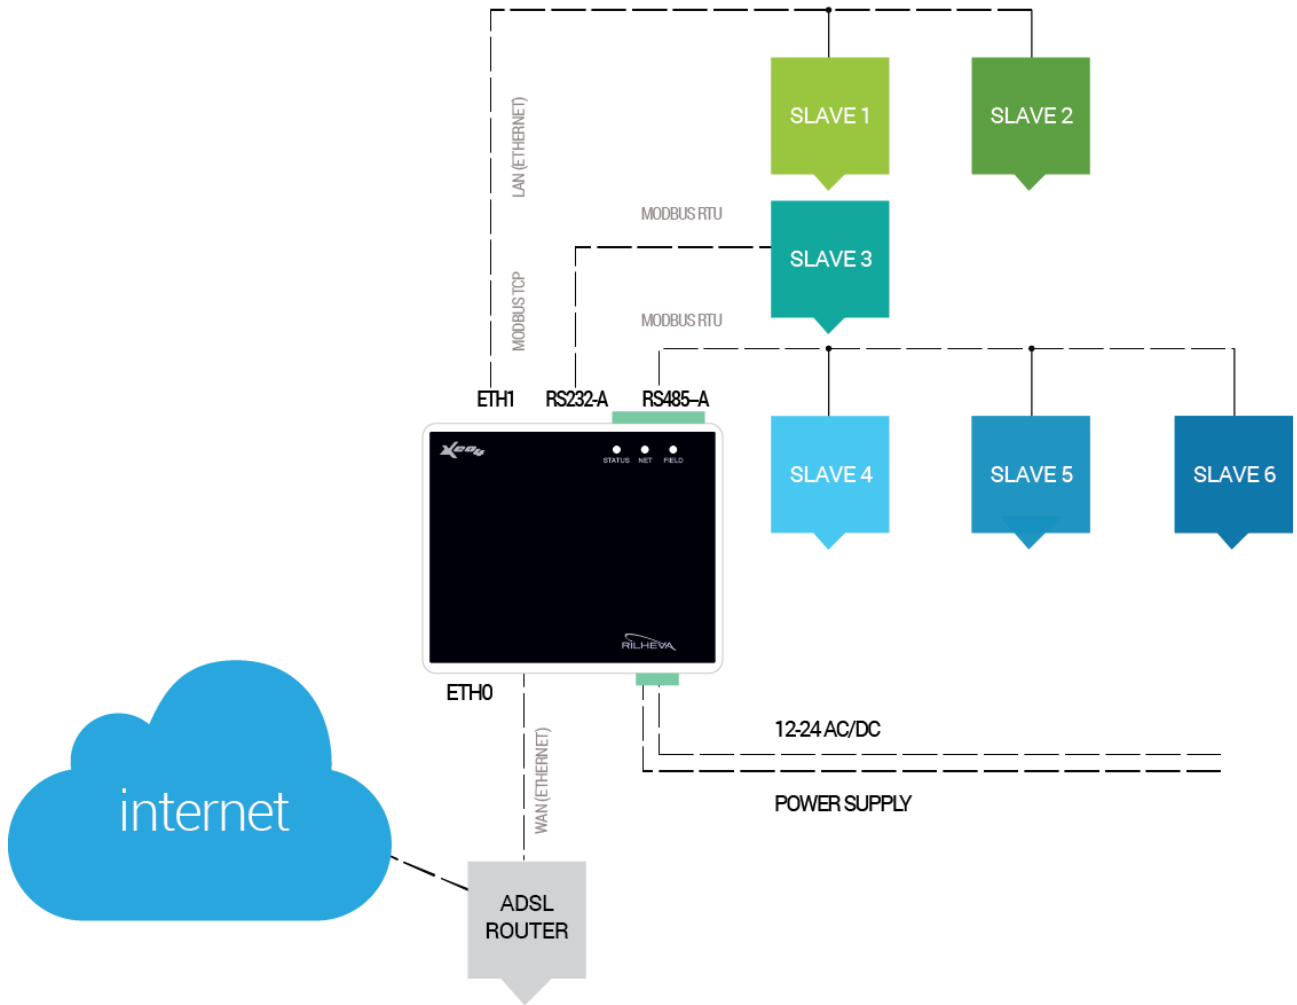 SLAVE 1
SLAVE 2
LAN (ETHERNET)
MODBUS TCP
MODBUS RTU
SLAVE 3
MODBUS RTU
ETH1
RS232-A
RS485–A
Xeo4
STATUS
NET
FIELD
SLAVE 4
SLAVE 5
SLAVE 6
RILHEVA
ETH0
WAN (ETHERNET)
12-24 AC/DC
POWER SUPPLY
internet
ADSL
ROUTER